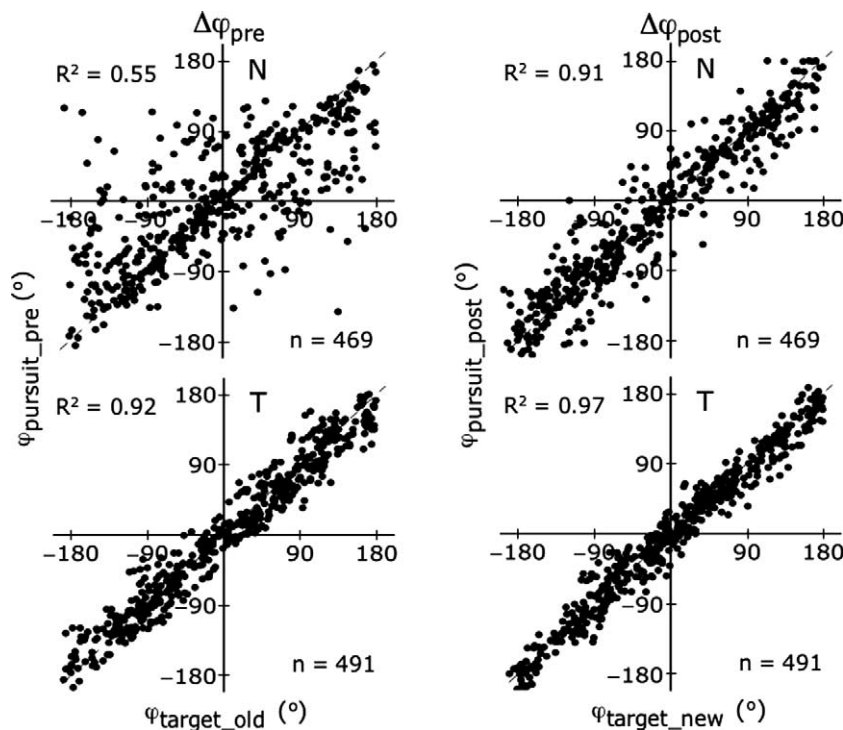 Δφpre
180
N
R² = 0.55
90
−180 −90 90 180
−90
−180
n = 469
φpursuit_pre (°)
Δφpost
180
N
R² = 0.91
90
−180 −90 90 180
−90
−180
n = 469
φpursuit_post (°)
180
T
R² = 0.92
90
−180 −90 90 180
−90
−180
n = 491
φtarget_old (°)
180
T
R² = 0.97
90
−180 −90 90 180
−90
−180
n = 491
φtarget_new (°)